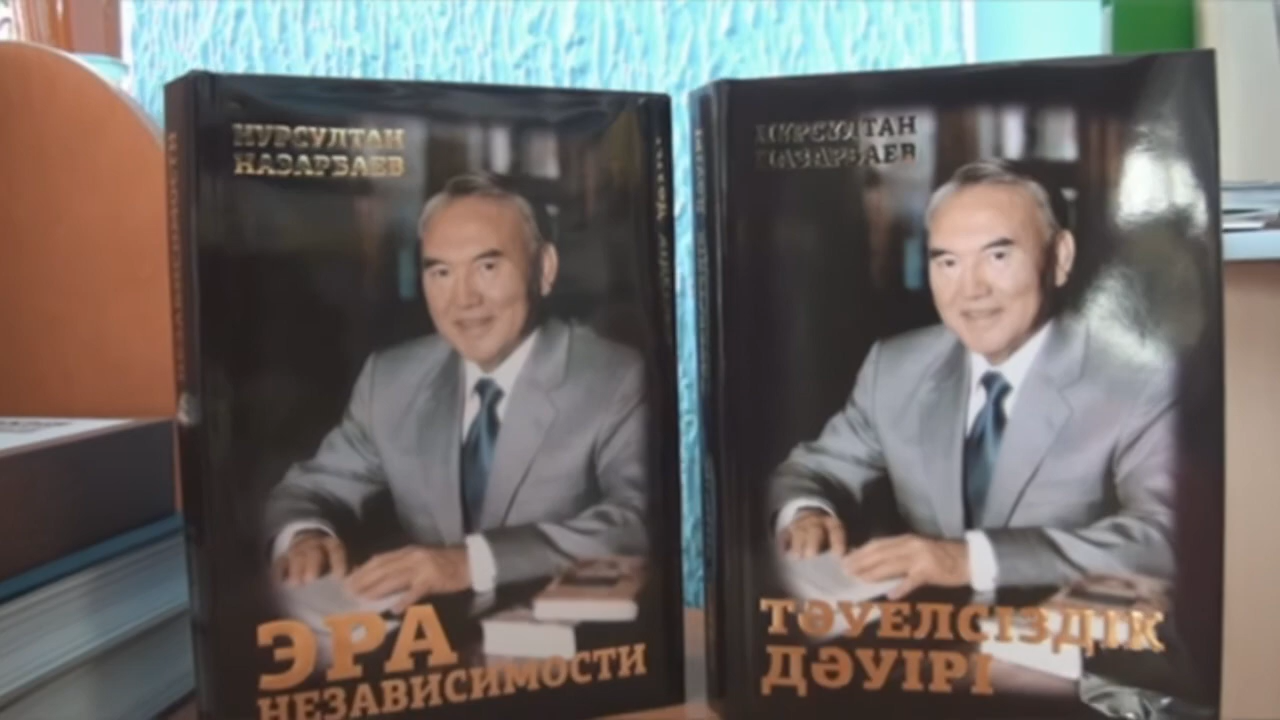 НУРСУЛТАН
НАЗАРБАЕВ
ЭРА
НЕЗАВИСИМОСТИ
НУРСУЛТАН
НАЗАРБАЕВ
ТӘУЕЛСІЗДІК
ДӘУІРІ